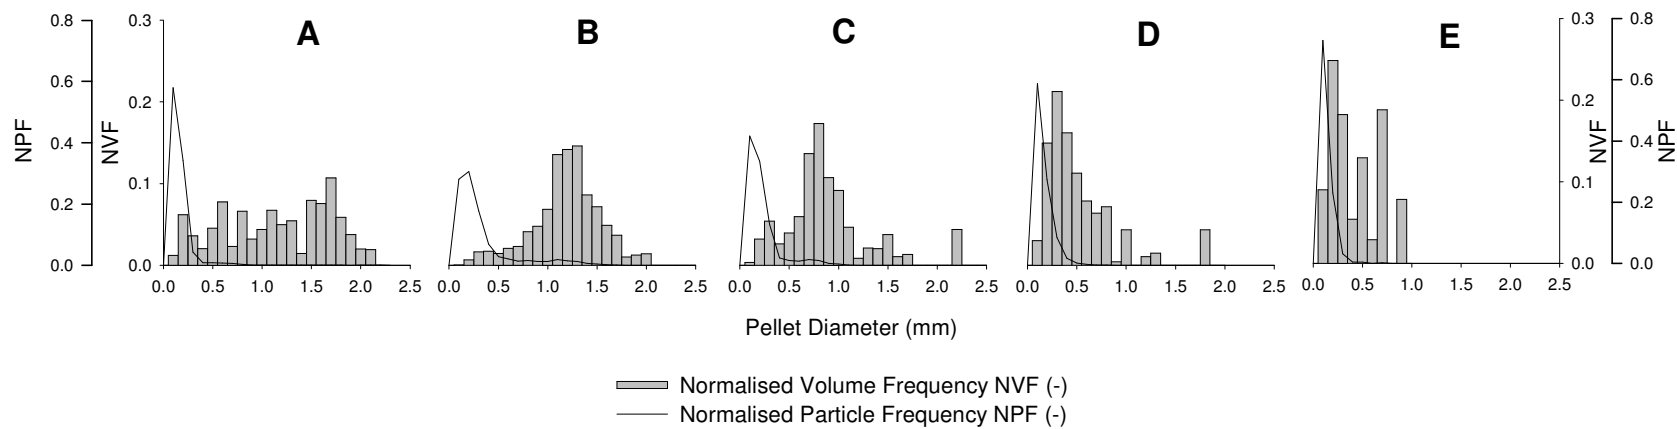 A B C D E
0.8 0.3 0.3 0.8
0.6 0.2 0.2 0.6
0.4 0.4
NPF NVF NVF NPF
0.2 0.1 0.1 0.2
0.0 0.0 0.0 0.0
0.0 0.5 1.0 1.5 2.0 2.5 0.0 0.5 1.0 1.5 2.0 2.5 0.0 0.5 1.0 1.5 2.0 2.5 0.0 0.5 1.0 1.5 2.0 2.5 0.0 0.5 1.0 1.5 2.0 2.5
Pellet Diameter (mm)
Normalised Volume Frequency NVF (-)
Normalised Particle Frequency NPF (-)